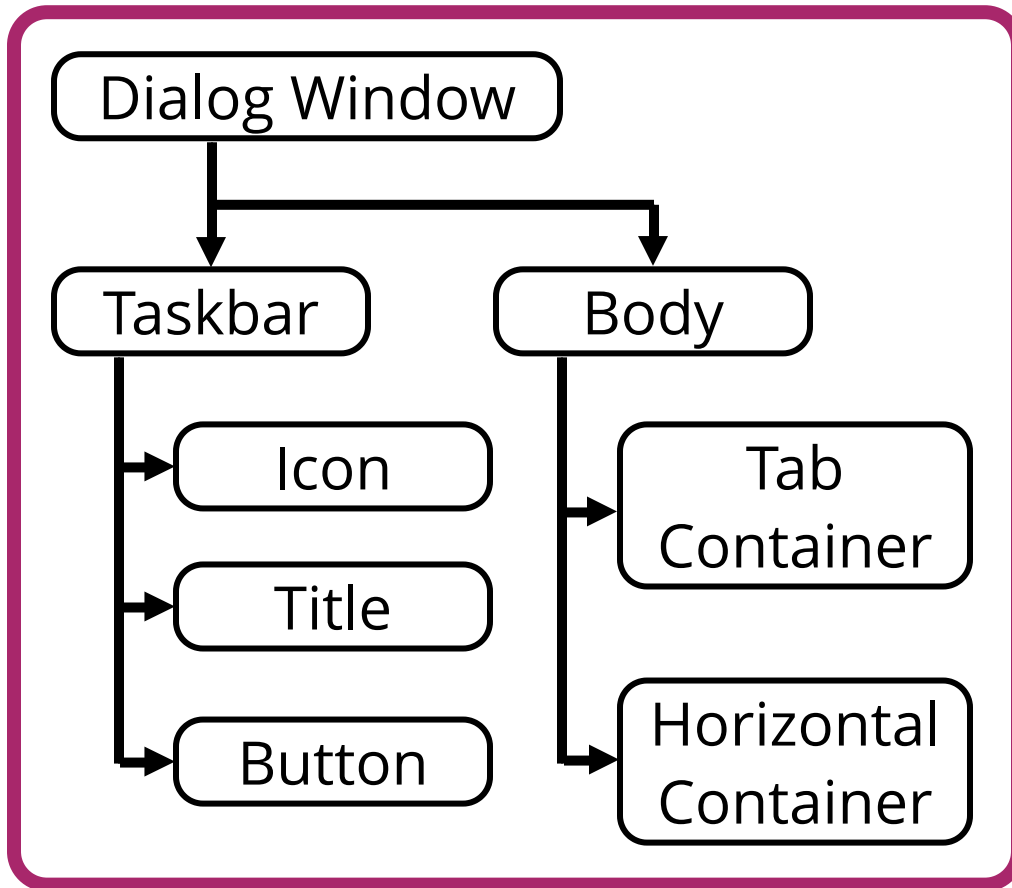 Dialog Window
Taskbar
Body
Icon
Title
Button
Tab
Container
Horizontal
Container